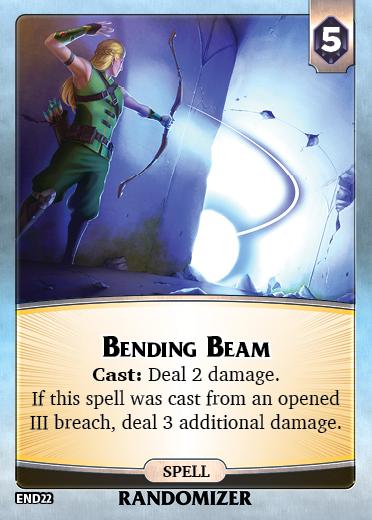 5
Bending Beam
Cast: Deal 2 damage.
If this spell was cast from an opened
III breach, deal 3 additional damage.
SPELL
END22
RANDOMIZER